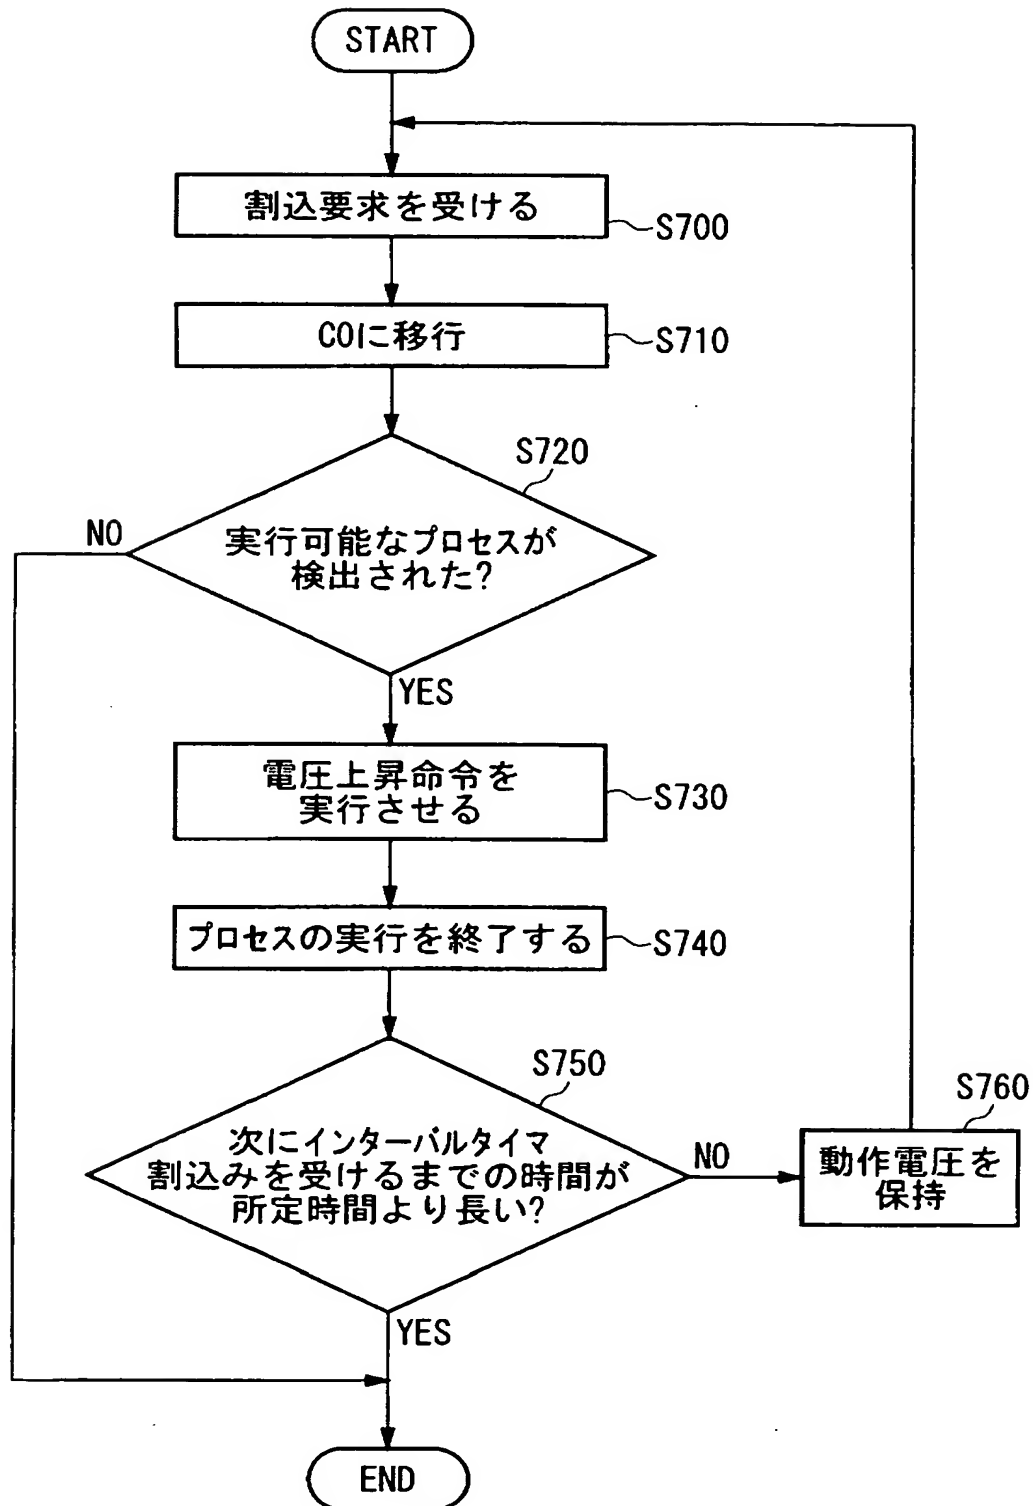 START
割込要求を受ける
S700
C0に移行
S710
S720
実行可能なプロセスが
検出された?
NO
YES
電圧上昇命令を
実行させる
S730
プロセスの実行を終了する
S740
S750
次にインターバルタイマ
割込みを受けるまでの時間が
所定時間より長い?
NO
S760
動作電圧を
保持
YES
END